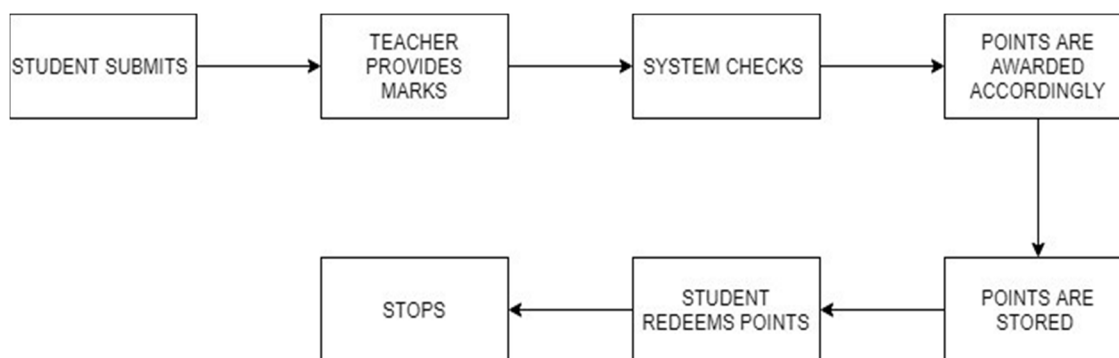 STUDENT SUBMITS
TEACHER
PROVIDES
MARKS
SYSTEM CHECKS
POINTS ARE
AWARDED
ACCORDINGLY
POINTS ARE
STORED
STUDENT
REDEEMS POINTS
STOPS